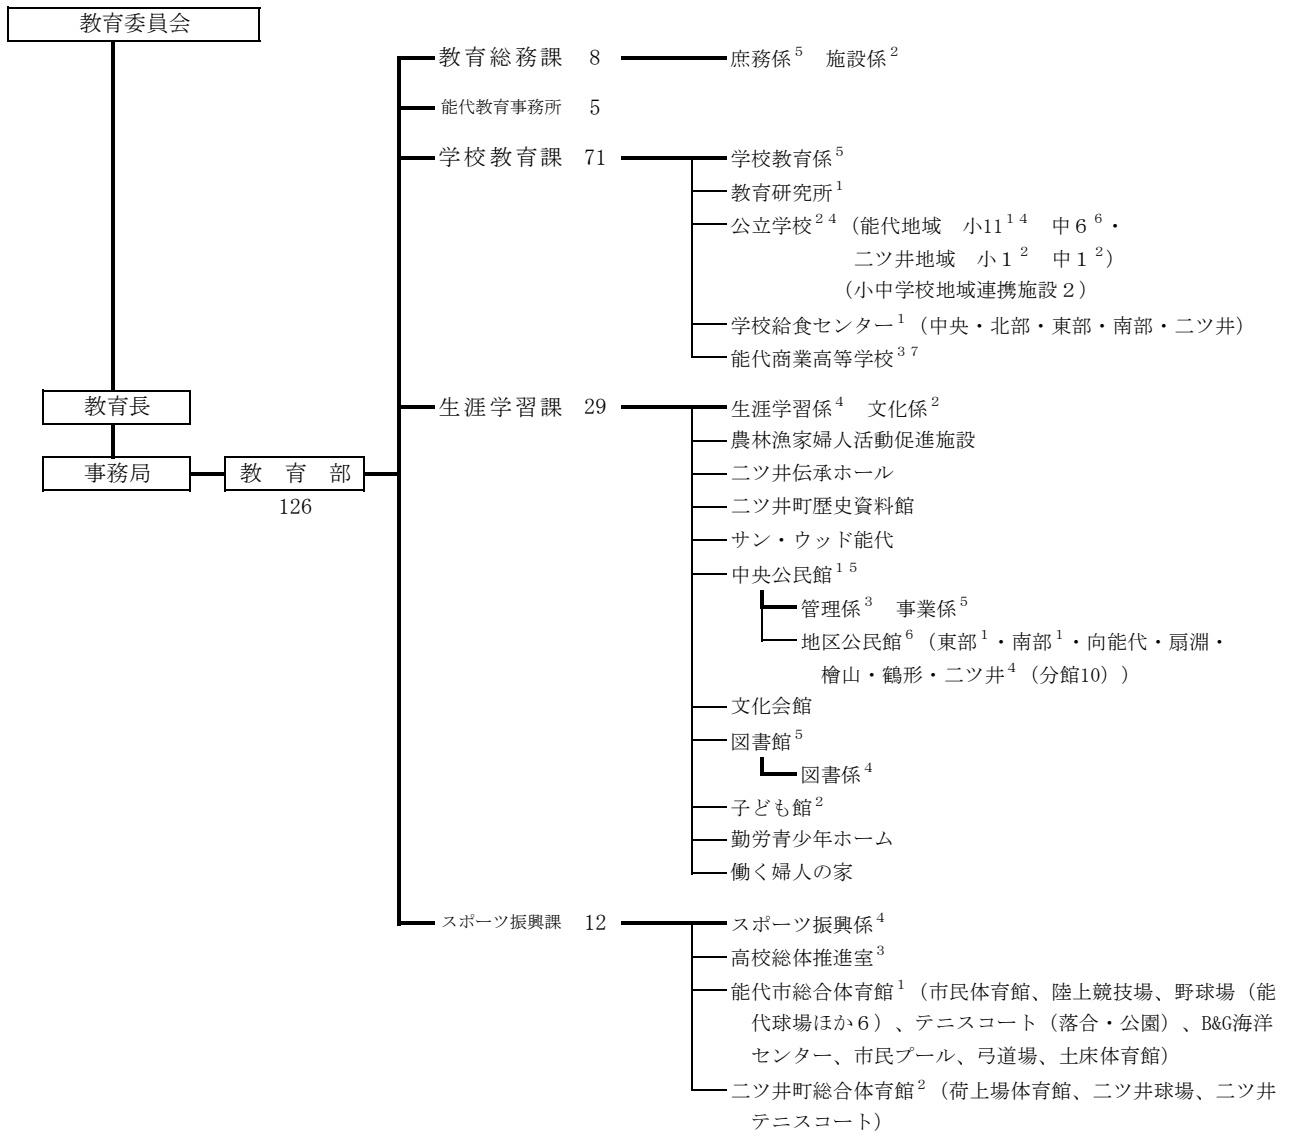 教育委員会
教育総務課 8 庶務係5 施設係2
能代教育事務所 5
学校教育課 71 学校教育係5
教育研究所1
公立学校24（能代地域 小11 14 中６6・
二ツ井地域 小１2 中１2）
（小中学校地域連携施設２）
学校給食センター1（中央・北部・東部・南部・二ツ井）
能代商業高等学校37
教育長
生涯学習課 29 生涯学習係4 文化係2
農林漁家婦人活動促進施設
事務局 教育部 二ツ井伝承ホール
126 二ツ井町歴史資料館
サン・ウッド能代
中央公民館15
管理係3 事業係5
地区公民館6（東部1・南部1・向能代・扇淵・
檜山・鶴形・二ツ井4（分館10））
文化会館
図書館5
図書係4
子ども館2
勤労青少年ホーム
働く婦人の家
スポーツ振興課 12 スポーツ振興係4
高校総体推進室3
能代市総合体育館1（市民体育館、陸上競技場、野球場（能
代球場ほか６）、テニスコート（落合・公園）、B&G海洋
センター、市民プール、弓道場、土床体育館）
二ツ井町総合体育館2（荷上場体育館、二ツ井球場、二ツ井
テニスコート）